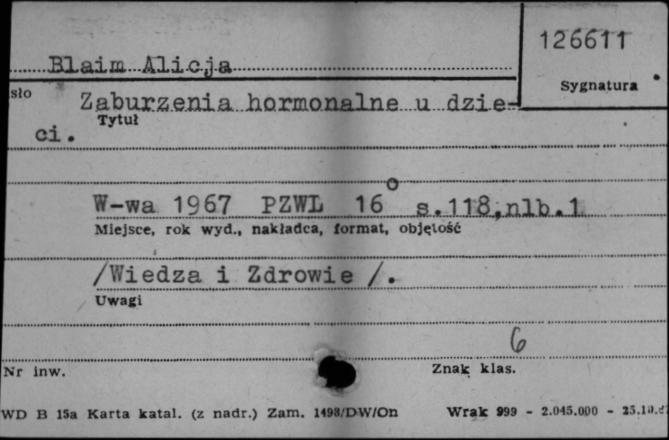 126611
Blaim Alicja
Sygnatura
sło
Zaburzenia hormonalne u dzie-
Tytuł
ci.
W-wa 1967 PZWL 16° s.118,nlb.1
Miejsce, rok wyd., nakładca, format, objętość
/Wiedza i Zdrowie /.
Uwagi
6
Nr inw.
Znak klas.
WD B 15a Karta katal. (z nadr.) Zam. 1498/DW/On Wrak 999 - 2.045.000 - 25.10.